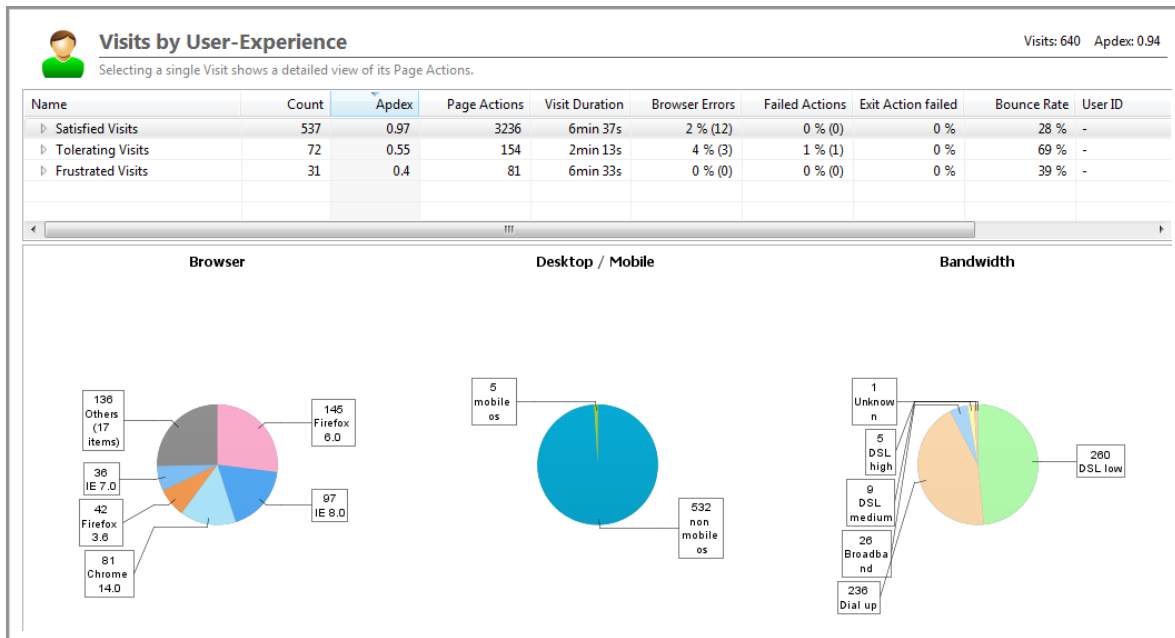 Visits by User-Experience
Visits: 640 Apdex: 0.94
Selecting a single Visit shows a detailed view of its Page Actions.
Name Count Apdex Page Actions Visit Duration Browser Errors Failed Actions Exit Action failed Bounce Rate User ID
Satisfied Visits 537 0.97 3236 6min 37s 2 % (12) 0 % (0) 0 % 28 % -
Tolerating Visits 72 0.55 154 2min 13s 4 % (3) 1 % (1) 0 % 69 % -
Frustrated Visits 31 0.4 81 6min 33s 0 % (0) 0 % (0) 0 % 39 % -
Browser
136
Others
(17
items)
145
Firefox
6.0
36
IE 7.0
97
IE 8.0
42
Firefox
3.6
81
Chrome
14.0
Desktop / Mobile
5
mobile
os
532
non
mobile
os
Bandwidth
1
Unknow
n
5
DSL
high
260
DSL low
9
DSL
medium
26
Broadba
nd
236
Dial up